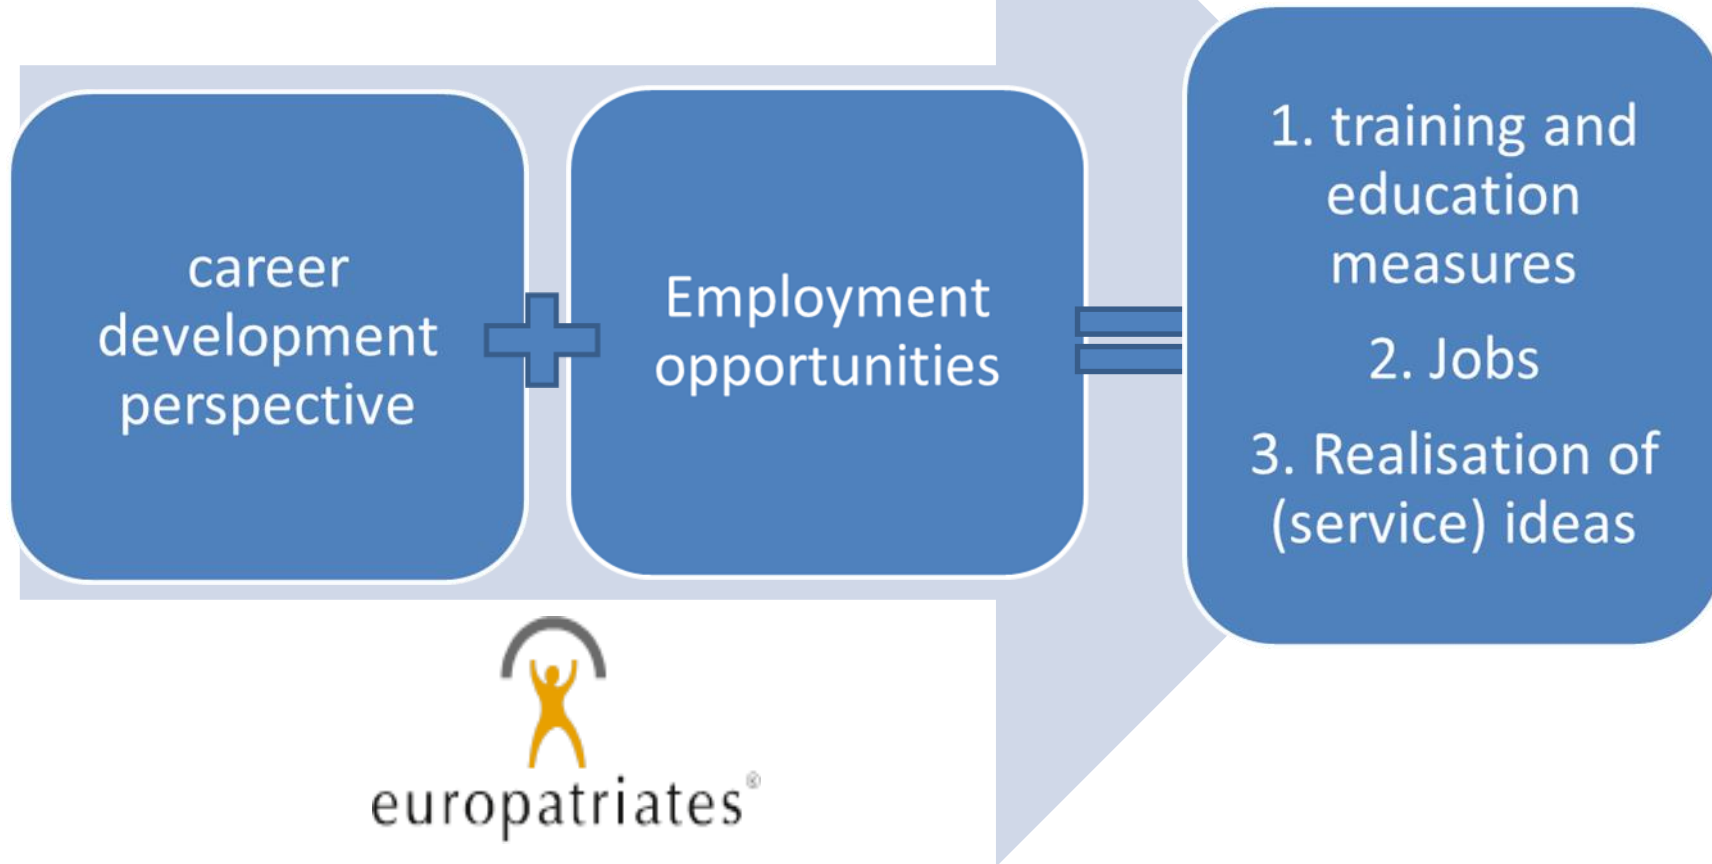 career
development
perspective
Employment
opportunities
1. training and
education
measures
2. Jobs
3. Realisation of
(service) ideas
europatriates®